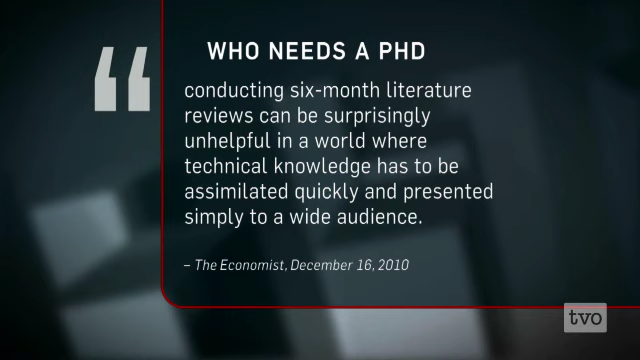 “
WHO NEEDS A PHD
conducting six-month literature
reviews can be surprisingly
unhelpful in a world where
technical knowledge has to be
assimilated quickly and presented
simply to a wide audience.
– The Economist, December 16, 2010
tvo